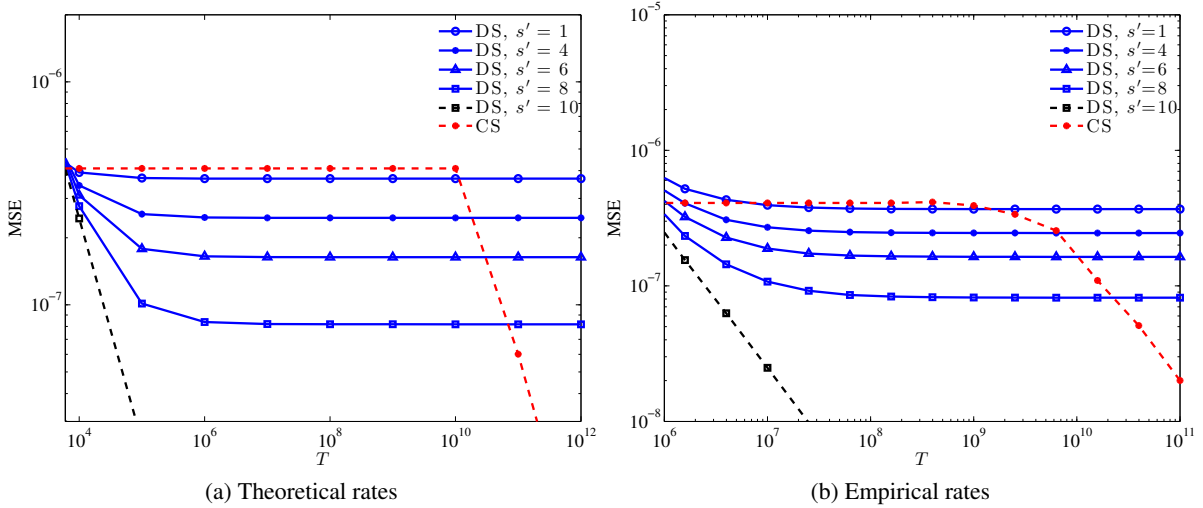 10^{-6}
10^{-7}
MSE
DS, s′ = 1
DS, s′ = 4
DS, s′ = 6
DS, s′ = 8
DS, s′ = 10
CS
10^4 10^6 10^8 10^{10} 10^{12}
T
(a) Theoretical rates
10^{-5}
10^{-6}
10^{-7}
10^{-8}
MSE
DS, s′=1
DS, s′=4
DS, s′=6
DS, s′=8
DS, s′=10
CS
10^6 10^7 10^8 10^9 10^{10} 10^{11}
T
(b) Empirical rates